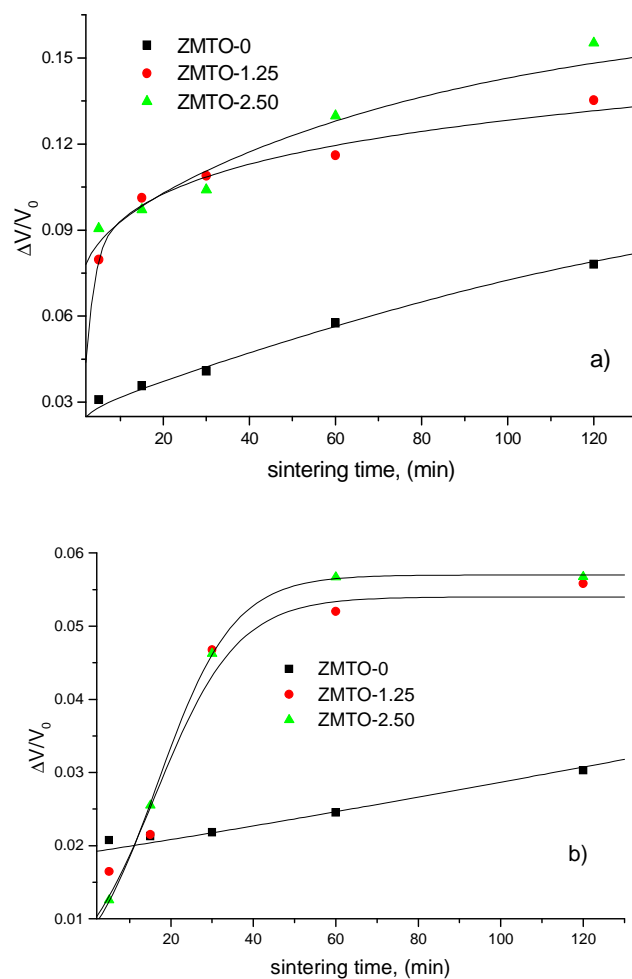 0.15
0.12
0.09
0.06
0.03
ΔV/V₀
ZMTO-0
ZMTO-1.25
ZMTO-2.50
a)
20 40 60 80 100 120
sintering time, (min)
0.06
0.05
0.04
0.03
0.02
0.01
ΔV/V₀
ZMTO-0
ZMTO-1.25
ZMTO-2.50
b)
20 40 60 80 100 120
sintering time, (min)